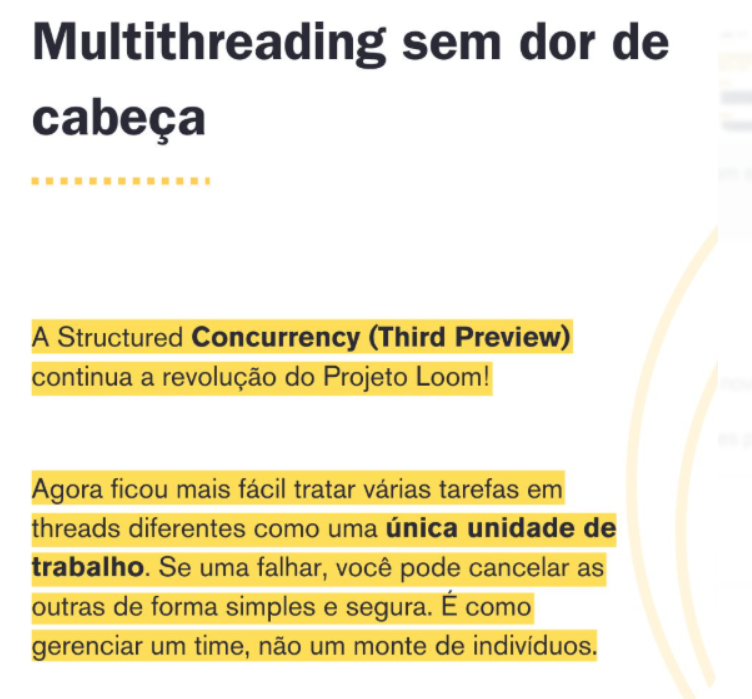 Multithreading sem dor de
cabeça
A Structured Concurrency (Third Preview)
continua a revolução do Projeto Loom!
Agora ficou mais fácil tratar várias tarefas em
threads diferentes como uma única unidade de
trabalho. Se uma falhar, você pode cancelar as
outras de forma simples e segura. É como
gerenciar um time, não um monte de indivíduos.